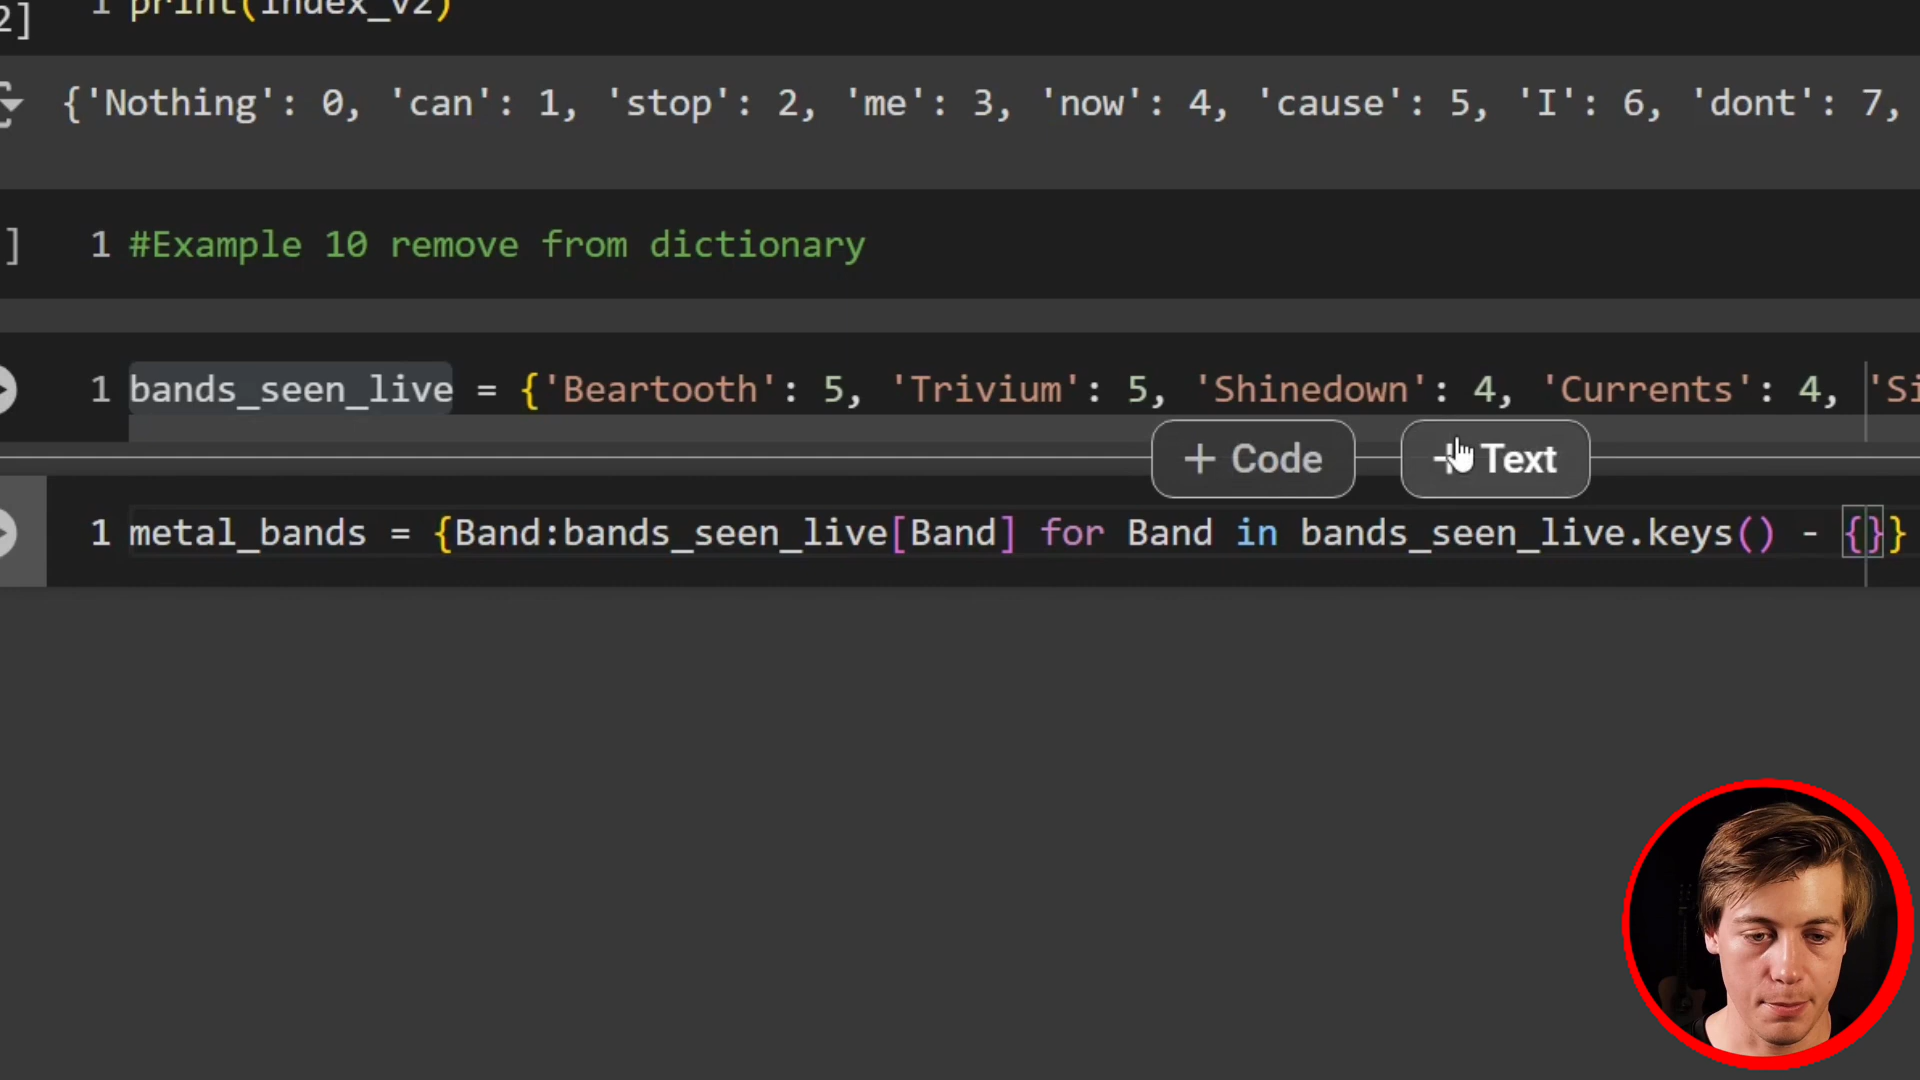 2] 1 print(index_v2)
{'Nothing': 0, 'can': 1, 'stop': 2, 'me': 3, 'now': 4, 'cause': 5, 'I': 6, 'dont': 7,
] 1 #Example 10 remove from dictionary
1 bands_seen_live = {'Beartooth': 5, 'Trivium': 5, 'Shinedown': 4, 'Currents': 4, 'Si
+ Code + Text
1 metal_bands = {Band:bands_seen_live[Band] for Band in bands_seen_live.keys() - {}}